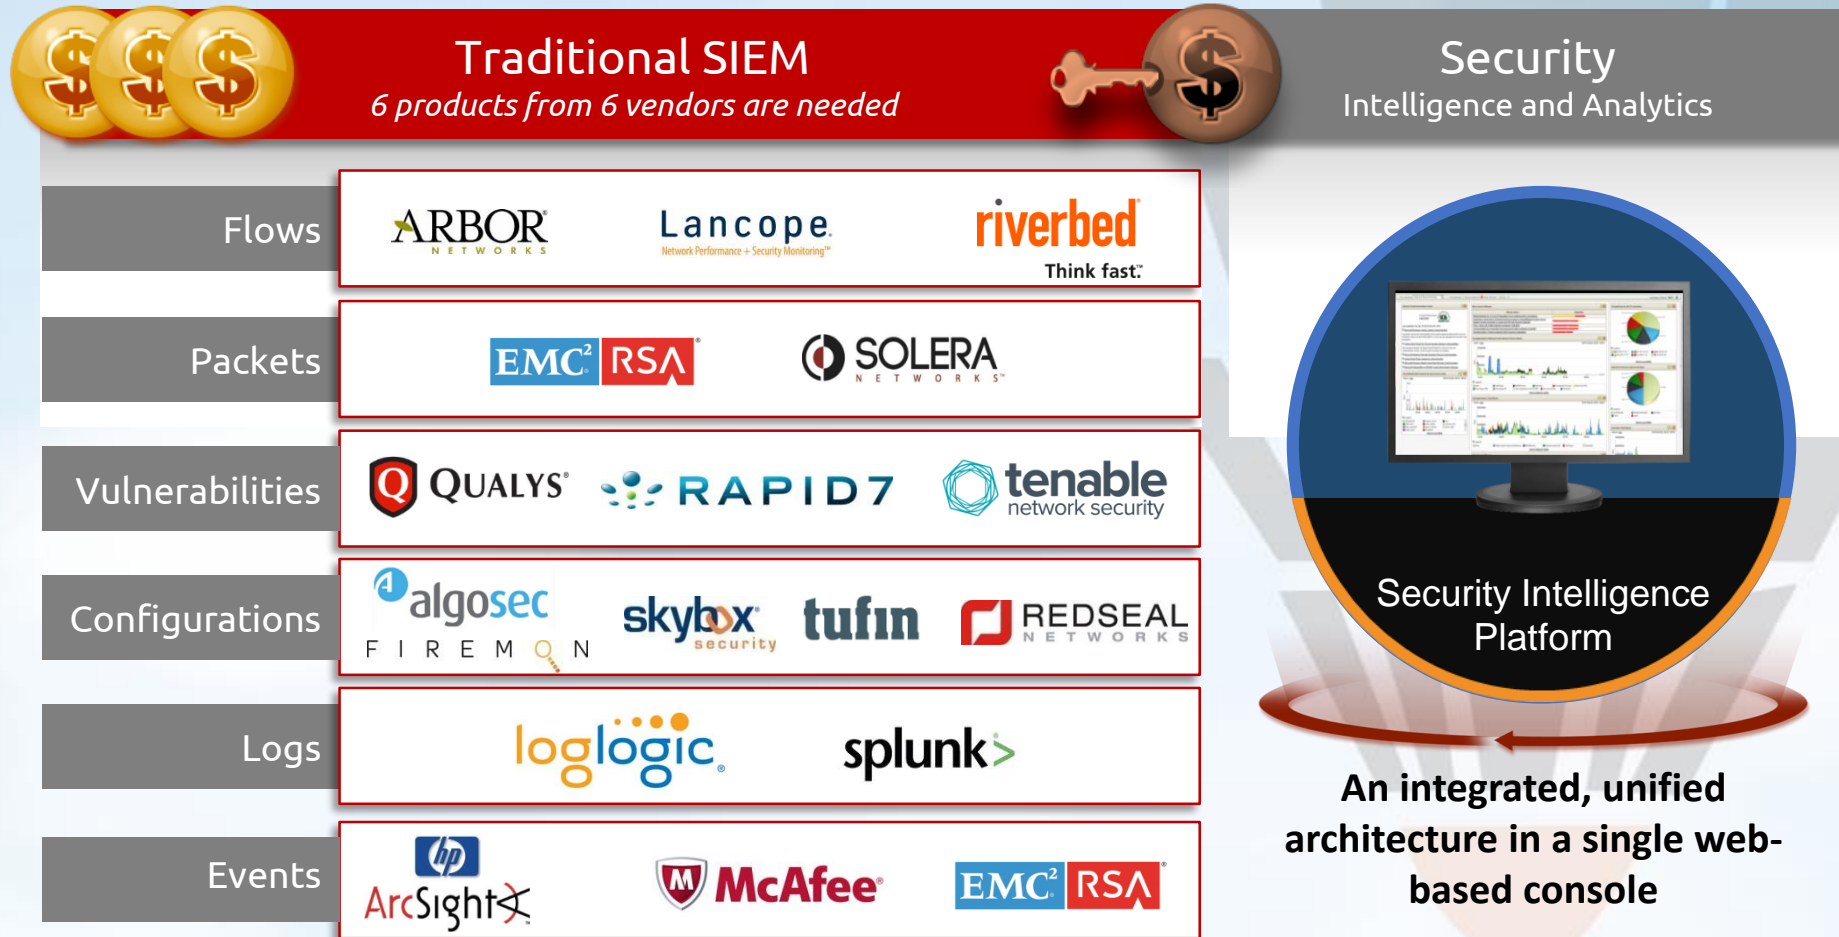 Traditional SIEM
6 products from 6 vendors are needed
Security
Intelligence and Analytics
Flows
ARBOR®
NETWORKS
Lancope.
Network Performance + Security Monitoring™
riverbed®
Think fast.™
Packets
EMC² RSA®
SOLERA
NETWORKS™
Vulnerabilities
QUALYS®
RAPID7
tenable
network security
Configurations
algosec
FIREMON
skybox®
security
tufin
REDSEAL
NETWORKS
Logs
loglogic®
splunk>
Events
hp
ArcSight
McAfee®
EMC² RSA®
Security Intelligence
Platform
An integrated, unified
architecture in a single web-
based console